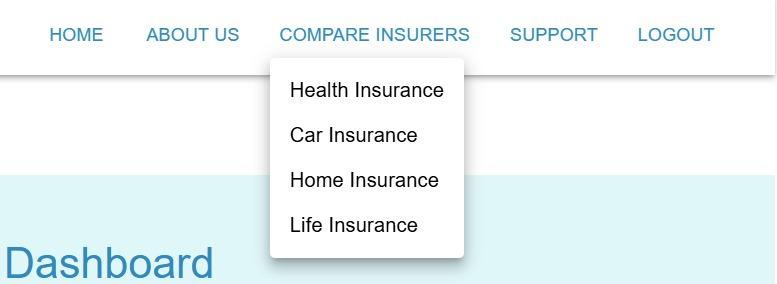 HOME ABOUT US COMPARE INSURERS SUPPORT LOGOUT
Health Insurance
Car Insurance
Home Insurance
Life Insurance
Dashboard